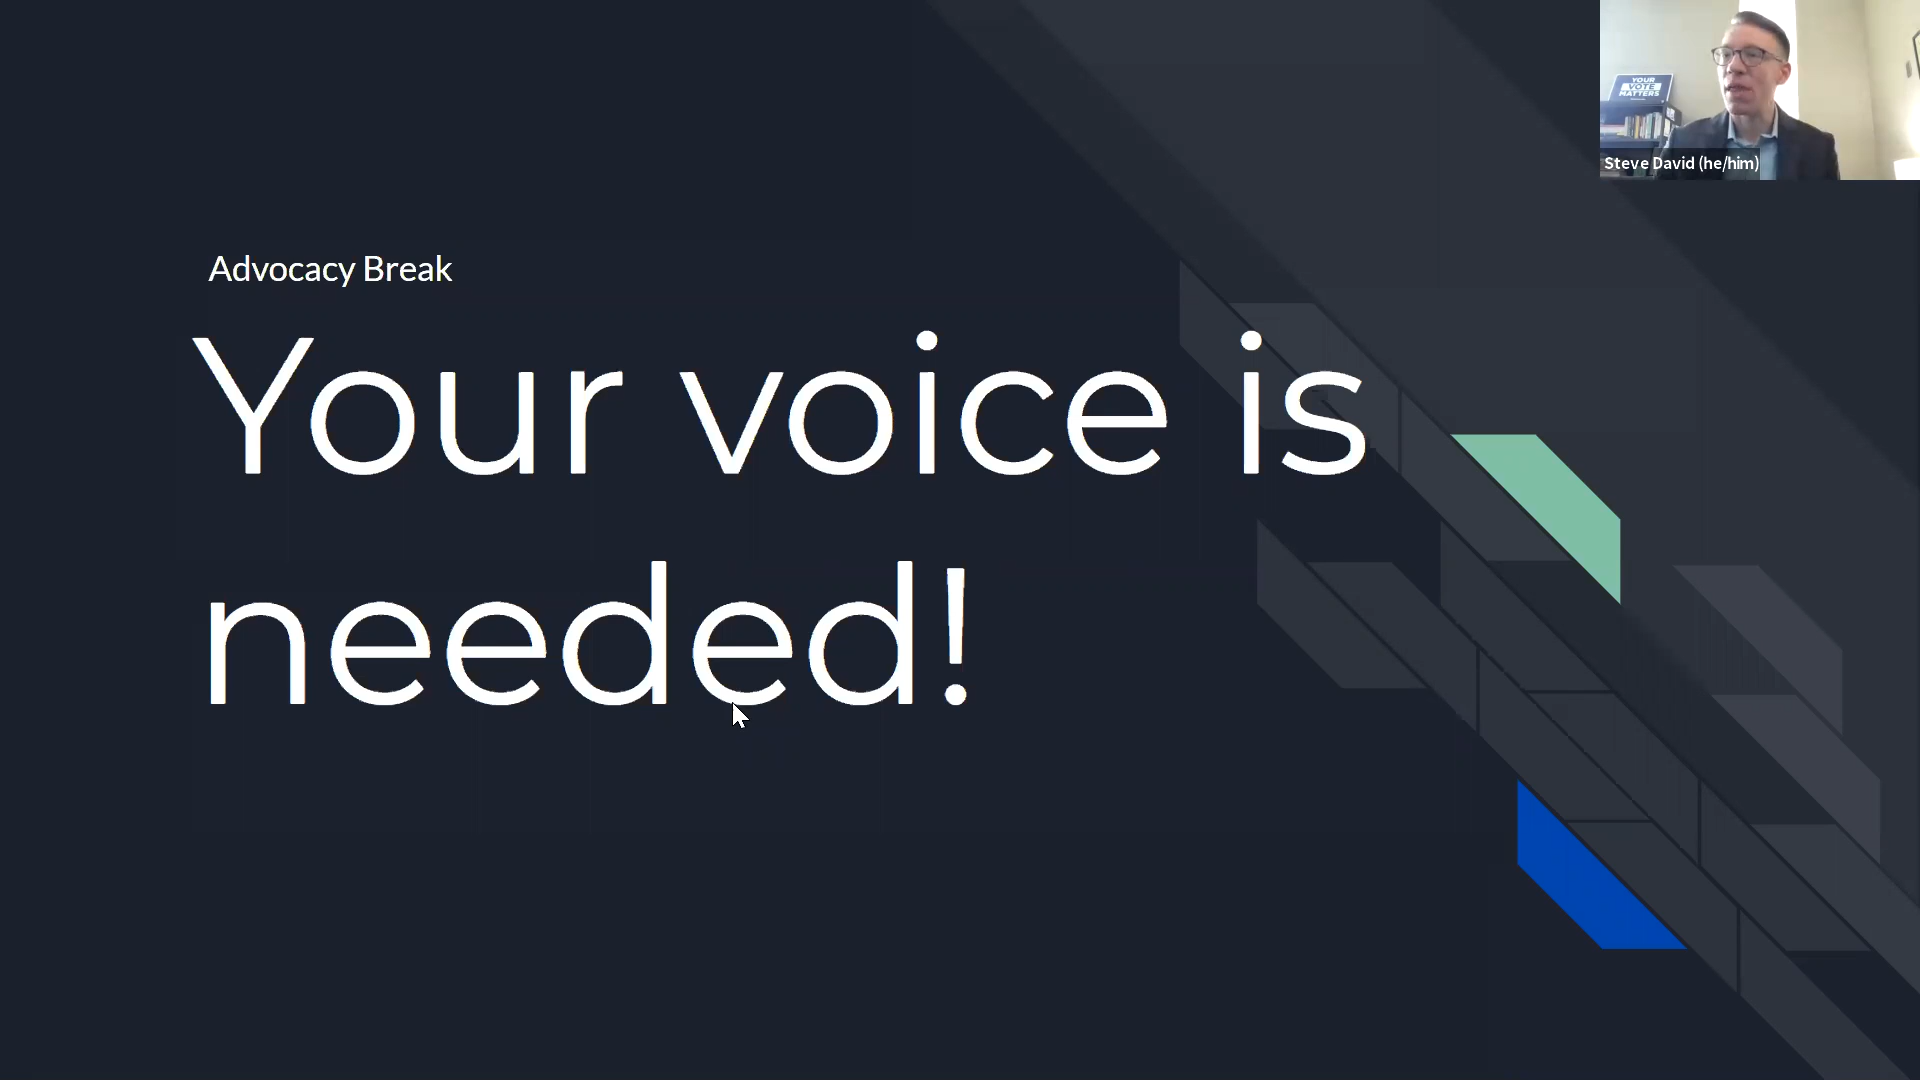 YOUR
VOTE
MATTERS
Steve David (he/him)
Advocacy Break
Your voice is
needed!